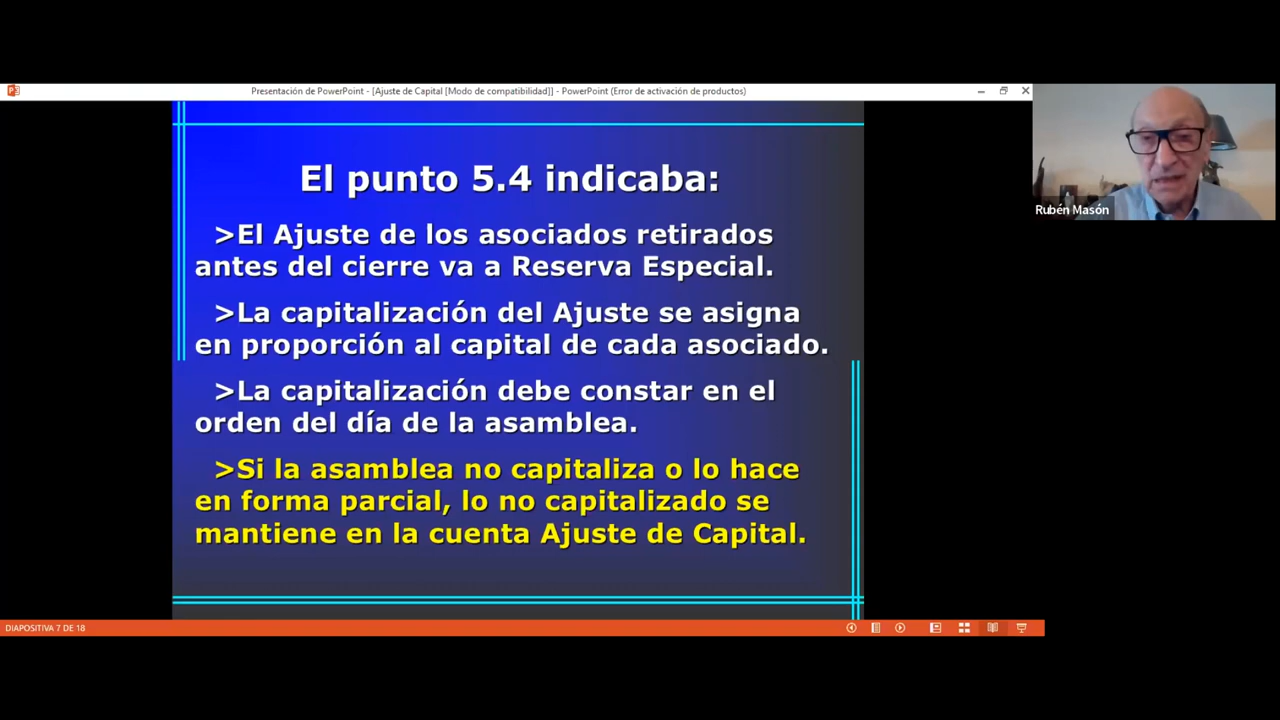 Presentación de PowerPoint - [Ajuste de Capital [Modo de compatibilidad]] - PowerPoint (Error de activación de productos)
El punto 5.4 indicaba:
>El Ajuste de los asociados retirados
antes del cierre va a Reserva Especial.
>La capitalización del Ajuste se asigna
en proporción al capital de cada asociado.
>La capitalización debe constar en el
orden del día de la asamblea.
>Si la asamblea no capitaliza o lo hace
en forma parcial, lo no capitalizado se
mantiene en la cuenta Ajuste de Capital.
Rubén Masón
DIAPOSITIVA 7 DE 18